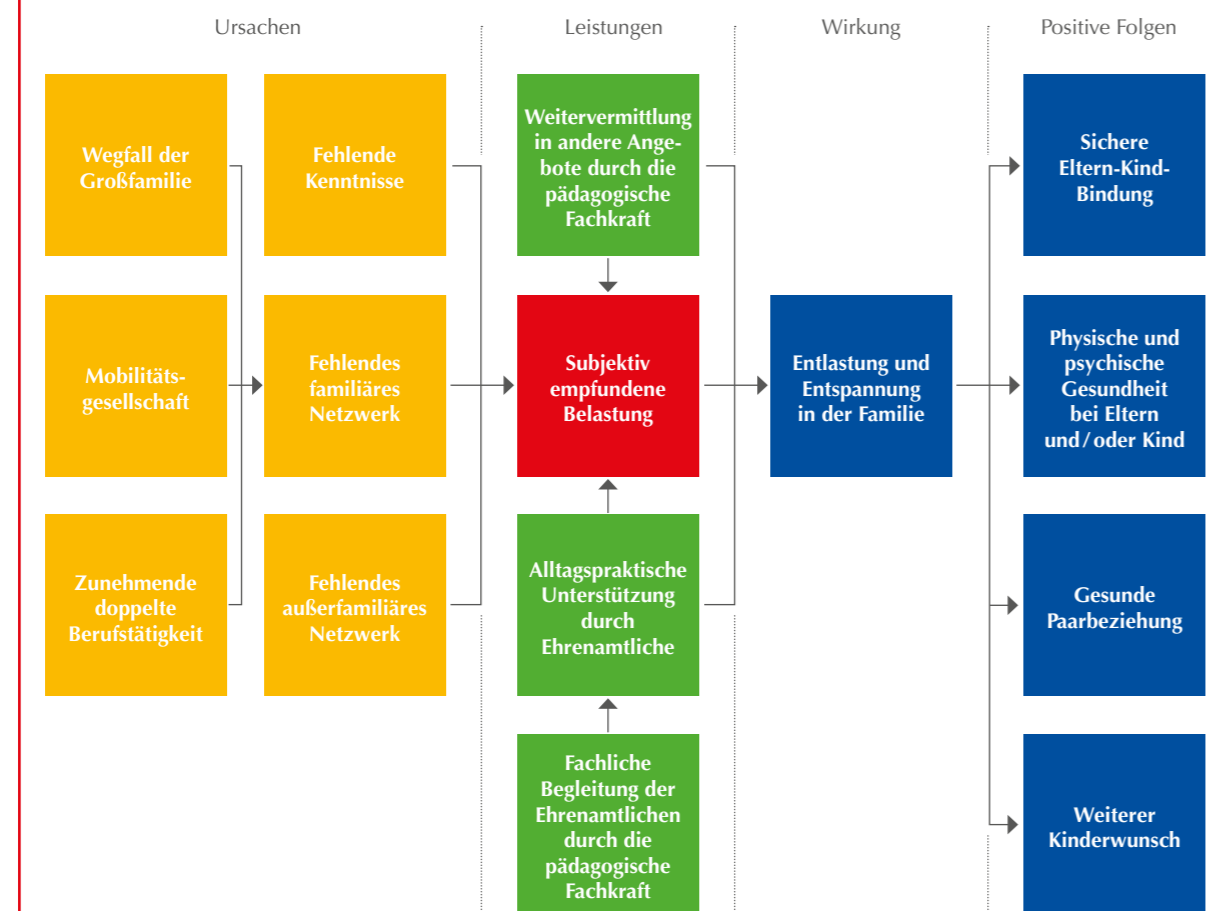 Ursachen
Leistungen
Wirkung
Positive Folgen
Wegfall der
Großfamilie
Fehlende
Kenntnisse
Weitervermittlung
in andere Ange-
bote durch die
pädagogische
Fachkraft
Sichere
Eltern-Kind-
Bindung
Mobilitäts-
gesellschaft
Fehlendes
familiäres
Netzwerk
Subjektiv
empfundene
Belastung
Entlastung und
Entspannung
in der Familie
Physische und
psychische
Gesundheit
bei Eltern
und / oder Kind
Zunehmende
doppelte
Berufstätigkeit
Fehlendes
außerfamiliäres
Netzwerk
Alltagspraktische
Unterstützung
durch
Ehrenamtliche
Gesunde
Paarbeziehung
Fachliche
Begleitung der
Ehrenamtlichen
durch die
pädagogische
Fachkraft
Weiterer
Kinderwunsch